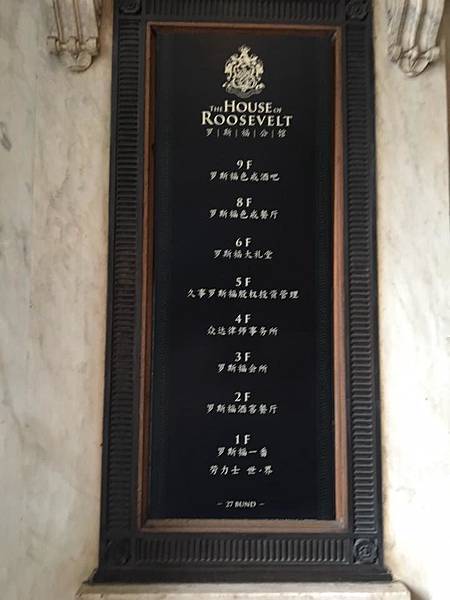 THE HOUSE OF
ROOSEVELT
罗|斯|福|公|馆
9F
罗斯福色戒酒吧
8F
罗斯福色戒餐厅
6F
罗斯福大礼堂
5F
久事罗斯福股权投资管理
4F
众达律师事务所
3F
罗斯福会所
2F
罗斯福酒窖餐厅
1F
罗斯福一番
劳力士 世·界
– 27 BUND –